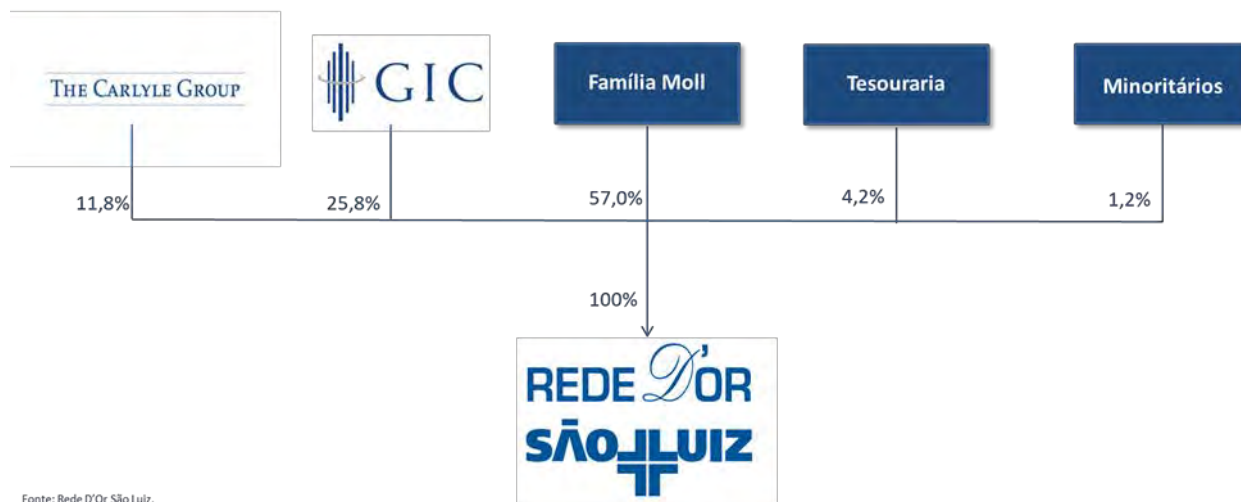 THE CARLYLE GROUP
GIC
Família Moll
Tesouraria
Minoritários
11,8%
25,8%
57,0%
4,2%
1,2%
100%
REDE D'OR
SÃO LUIZ
Fonte: Rede D'Or São Luiz.